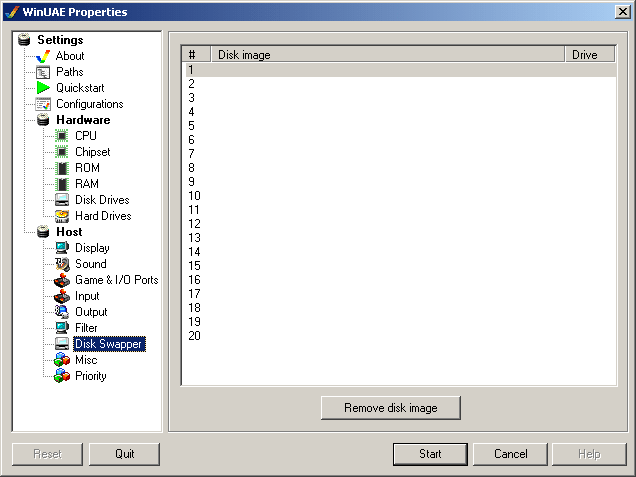 WinUAE Properties
Settings
About
Paths
Quickstart
Configurations
Hardware
CPU
Chipset
ROM
RAM
Disk Drives
Hard Drives
Host
Display
Sound
Game & I/O Ports
Input
Output
Filter
Disk Swapper
Misc
Priority
# Disk image Drive
1
2
3
4
5
6
7
8
9
10
11
12
13
14
15
16
17
18
19
20
Remove disk image
Reset Quit Start Cancel Help